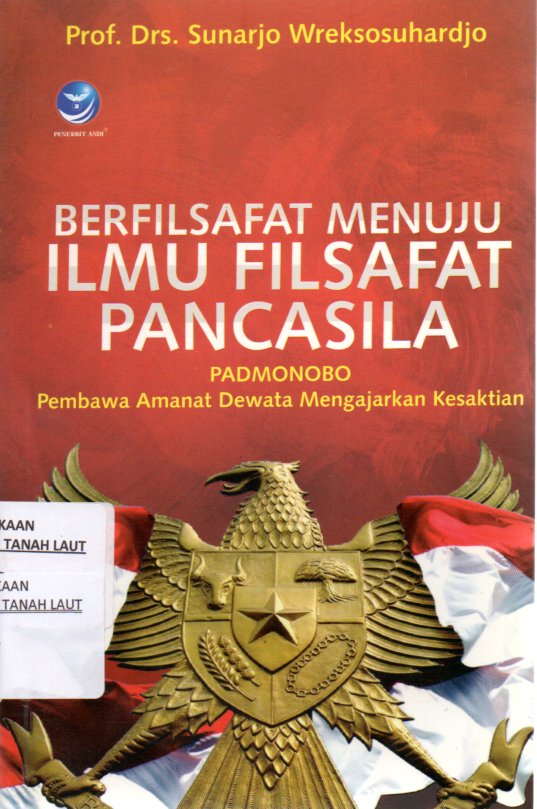 Prof. Drs. Sunarjo Wreksosuhardjo
PENERBIT ANDI®
BERFILSAFAT MENUJU
ILMU FILSAFAT
PANCASILA
PADMONOBO
Pembawa Amanat Dewata Mengajarkan Kesaktian
KAAN
TANAH LAUT
KAAN
TANAH LAUT